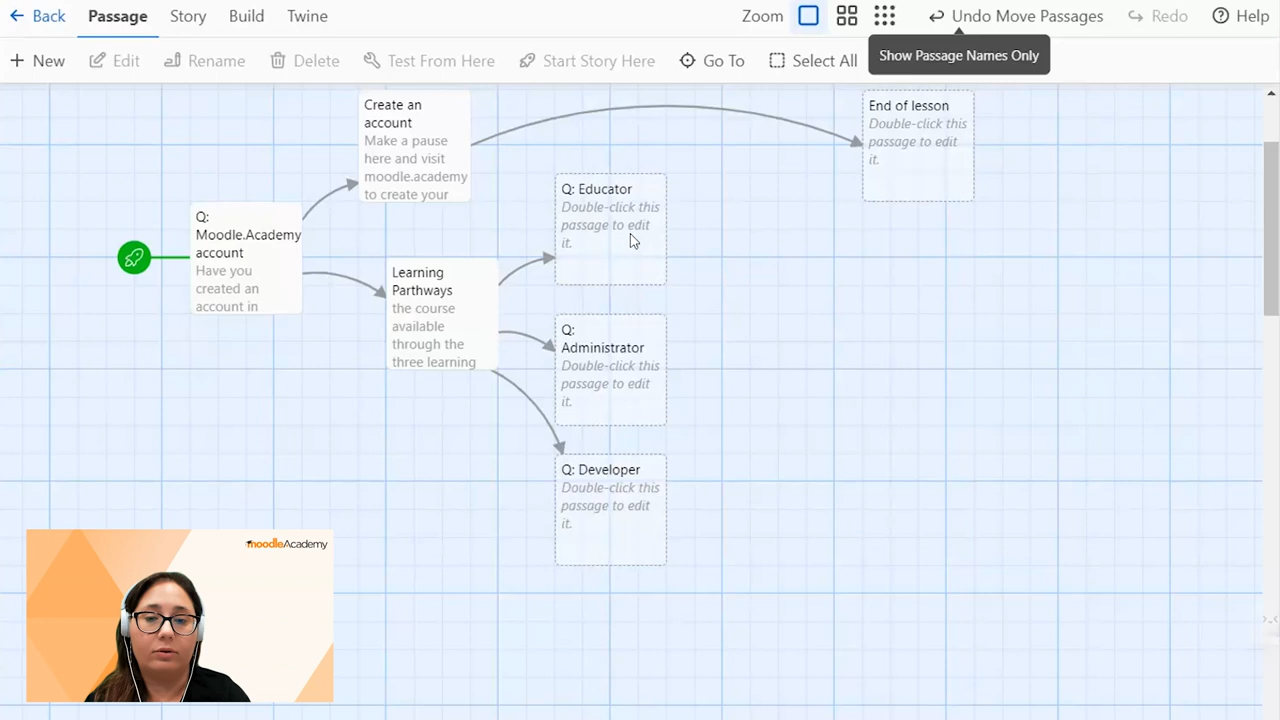 Back
Passage
Story
Build
Twine
Zoom
Undo Move Passages
Redo
Help
New
Edit
Rename
Delete
Test From Here
Start Story Here
Go To
Select All
Show Passage Names Only
Create an
account
Make a pause
here and visit
moodle.academy
to create your
End of lesson
Double-click this
passage to edit
it.
Q: Educator
Double-click this
passage to edit
it.
Q:
Moodle.Academy
account
Have you
created an
account in
Learning
Parthways
the course
available
through the
three learning
Q:
Administrator
Double-click this
passage to edit
it.
Q: Developer
Double-click this
passage to edit
it.
moodleAcademy